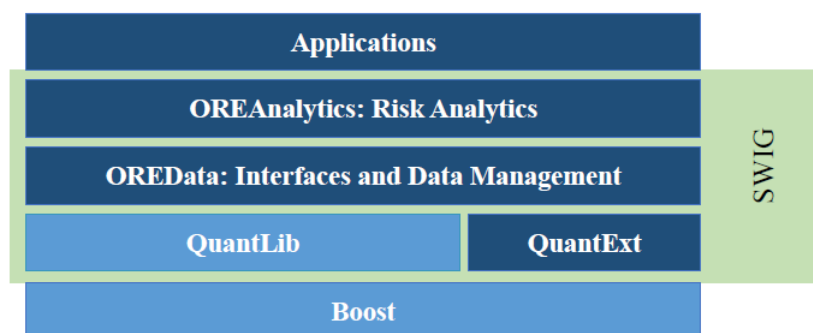 Applications
OREAnalytics: Risk Analytics
OREData: Interfaces and Data Management
QuantLib
QuantExt
Boost
SWIG